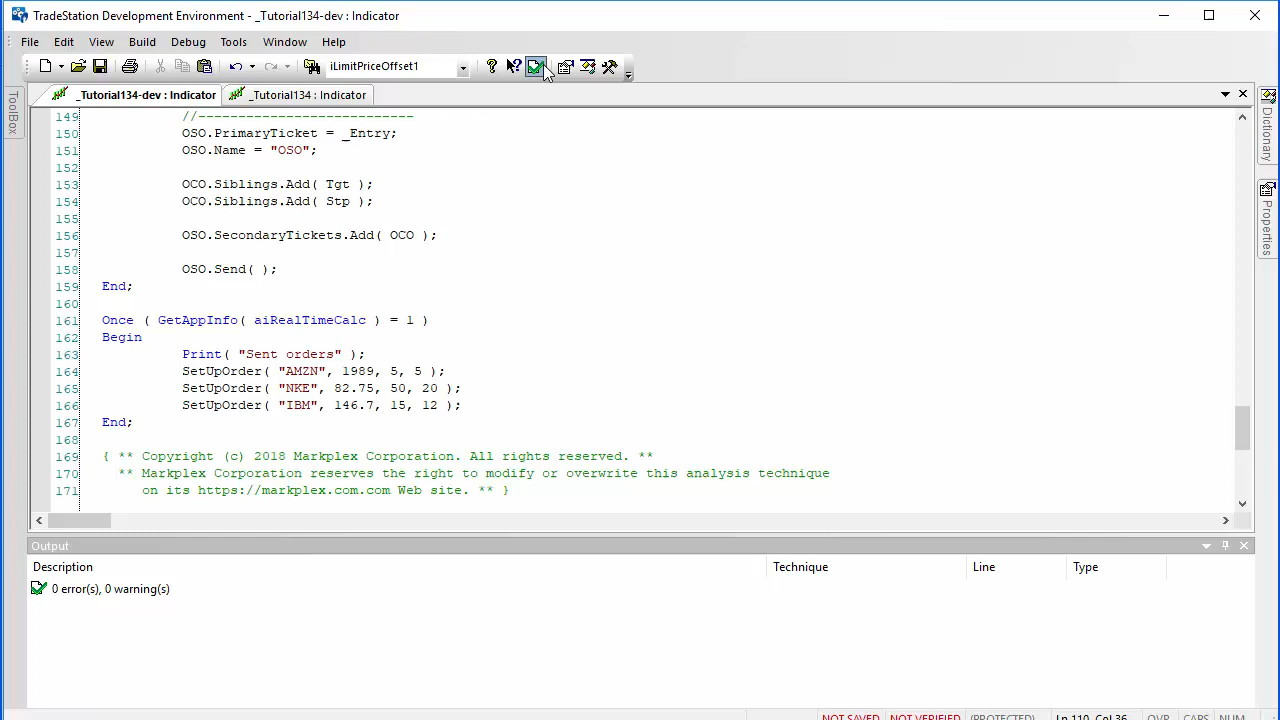 TradeStation Development Environment - _Tutorial134-dev : Indicator
File Edit View Build Debug Tools Window Help
iLimitPriceOffset1
ToolBox
_Tutorial134-dev : Indicator _Tutorial134 : Indicator
Dictionary
Properties
149 //---------------------------
150 OSO.PrimaryTicket = _Entry;
151 OSO.Name = "OSO";
152
153 OCO.Siblings.Add( Tgt );
154 OCO.Siblings.Add( Stp );
155
156 OSO.SecondaryTickets.Add( OCO );
157
158 OSO.Send( );
159 End;
160
161 Once ( GetAppInfo( aiRealTimeCalc ) = 1 )
162 Begin
163 Print( "Sent orders" );
164 SetUpOrder( "AMZN", 1989, 5, 5 );
165 SetUpOrder( "NKE", 82.75, 50, 20 );
166 SetUpOrder( "IBM", 146.7, 15, 12 );
167 End;
168
169 { ** Copyright (c) 2018 Markplex Corporation. All rights reserved. **
170 ** Markplex Corporation reserves the right to modify or overwrite this analysis technique
171 on its https://markplex.com.com Web site. ** }
Output
Description Technique Line Type
0 error(s), 0 warning(s)
NOT SAVED NOT VERIFIED (PROTECTED) Ln 110, Col 36 OVR CAPS NUM